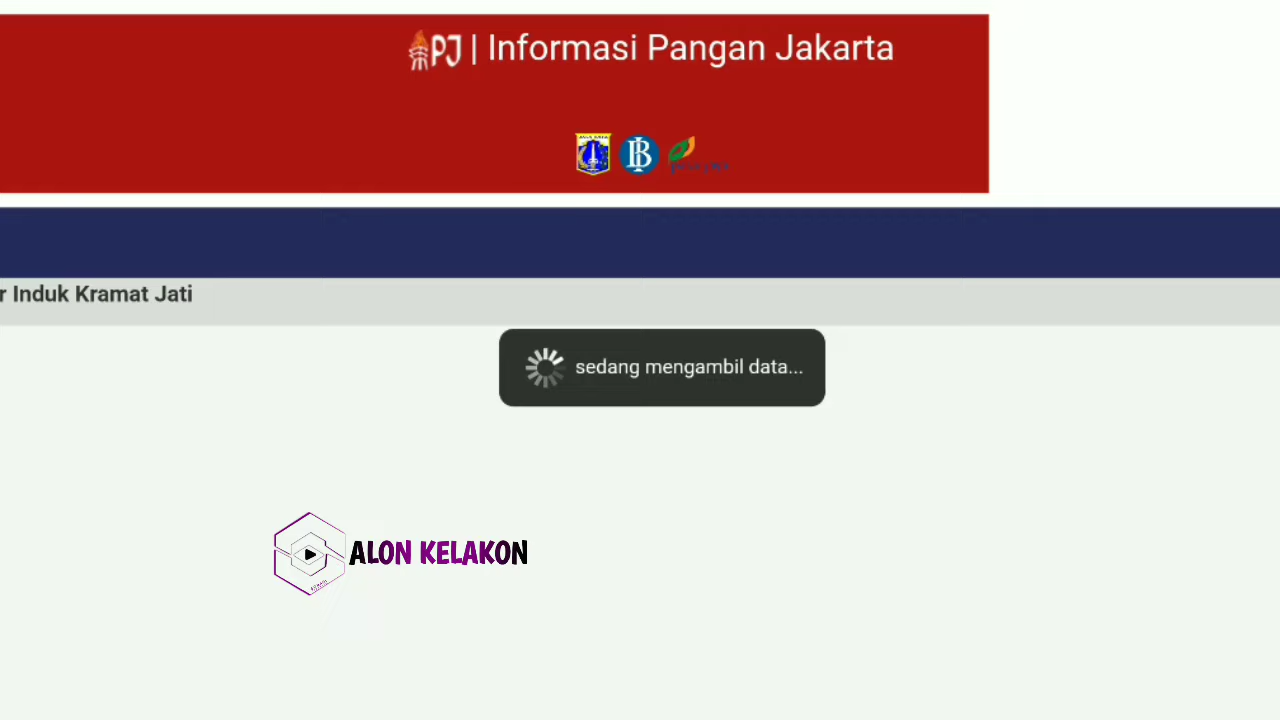 PJ | Informasi Pangan Jakarta
r Induk Kramat Jati
sedang mengambil data...
ALON KELAKON